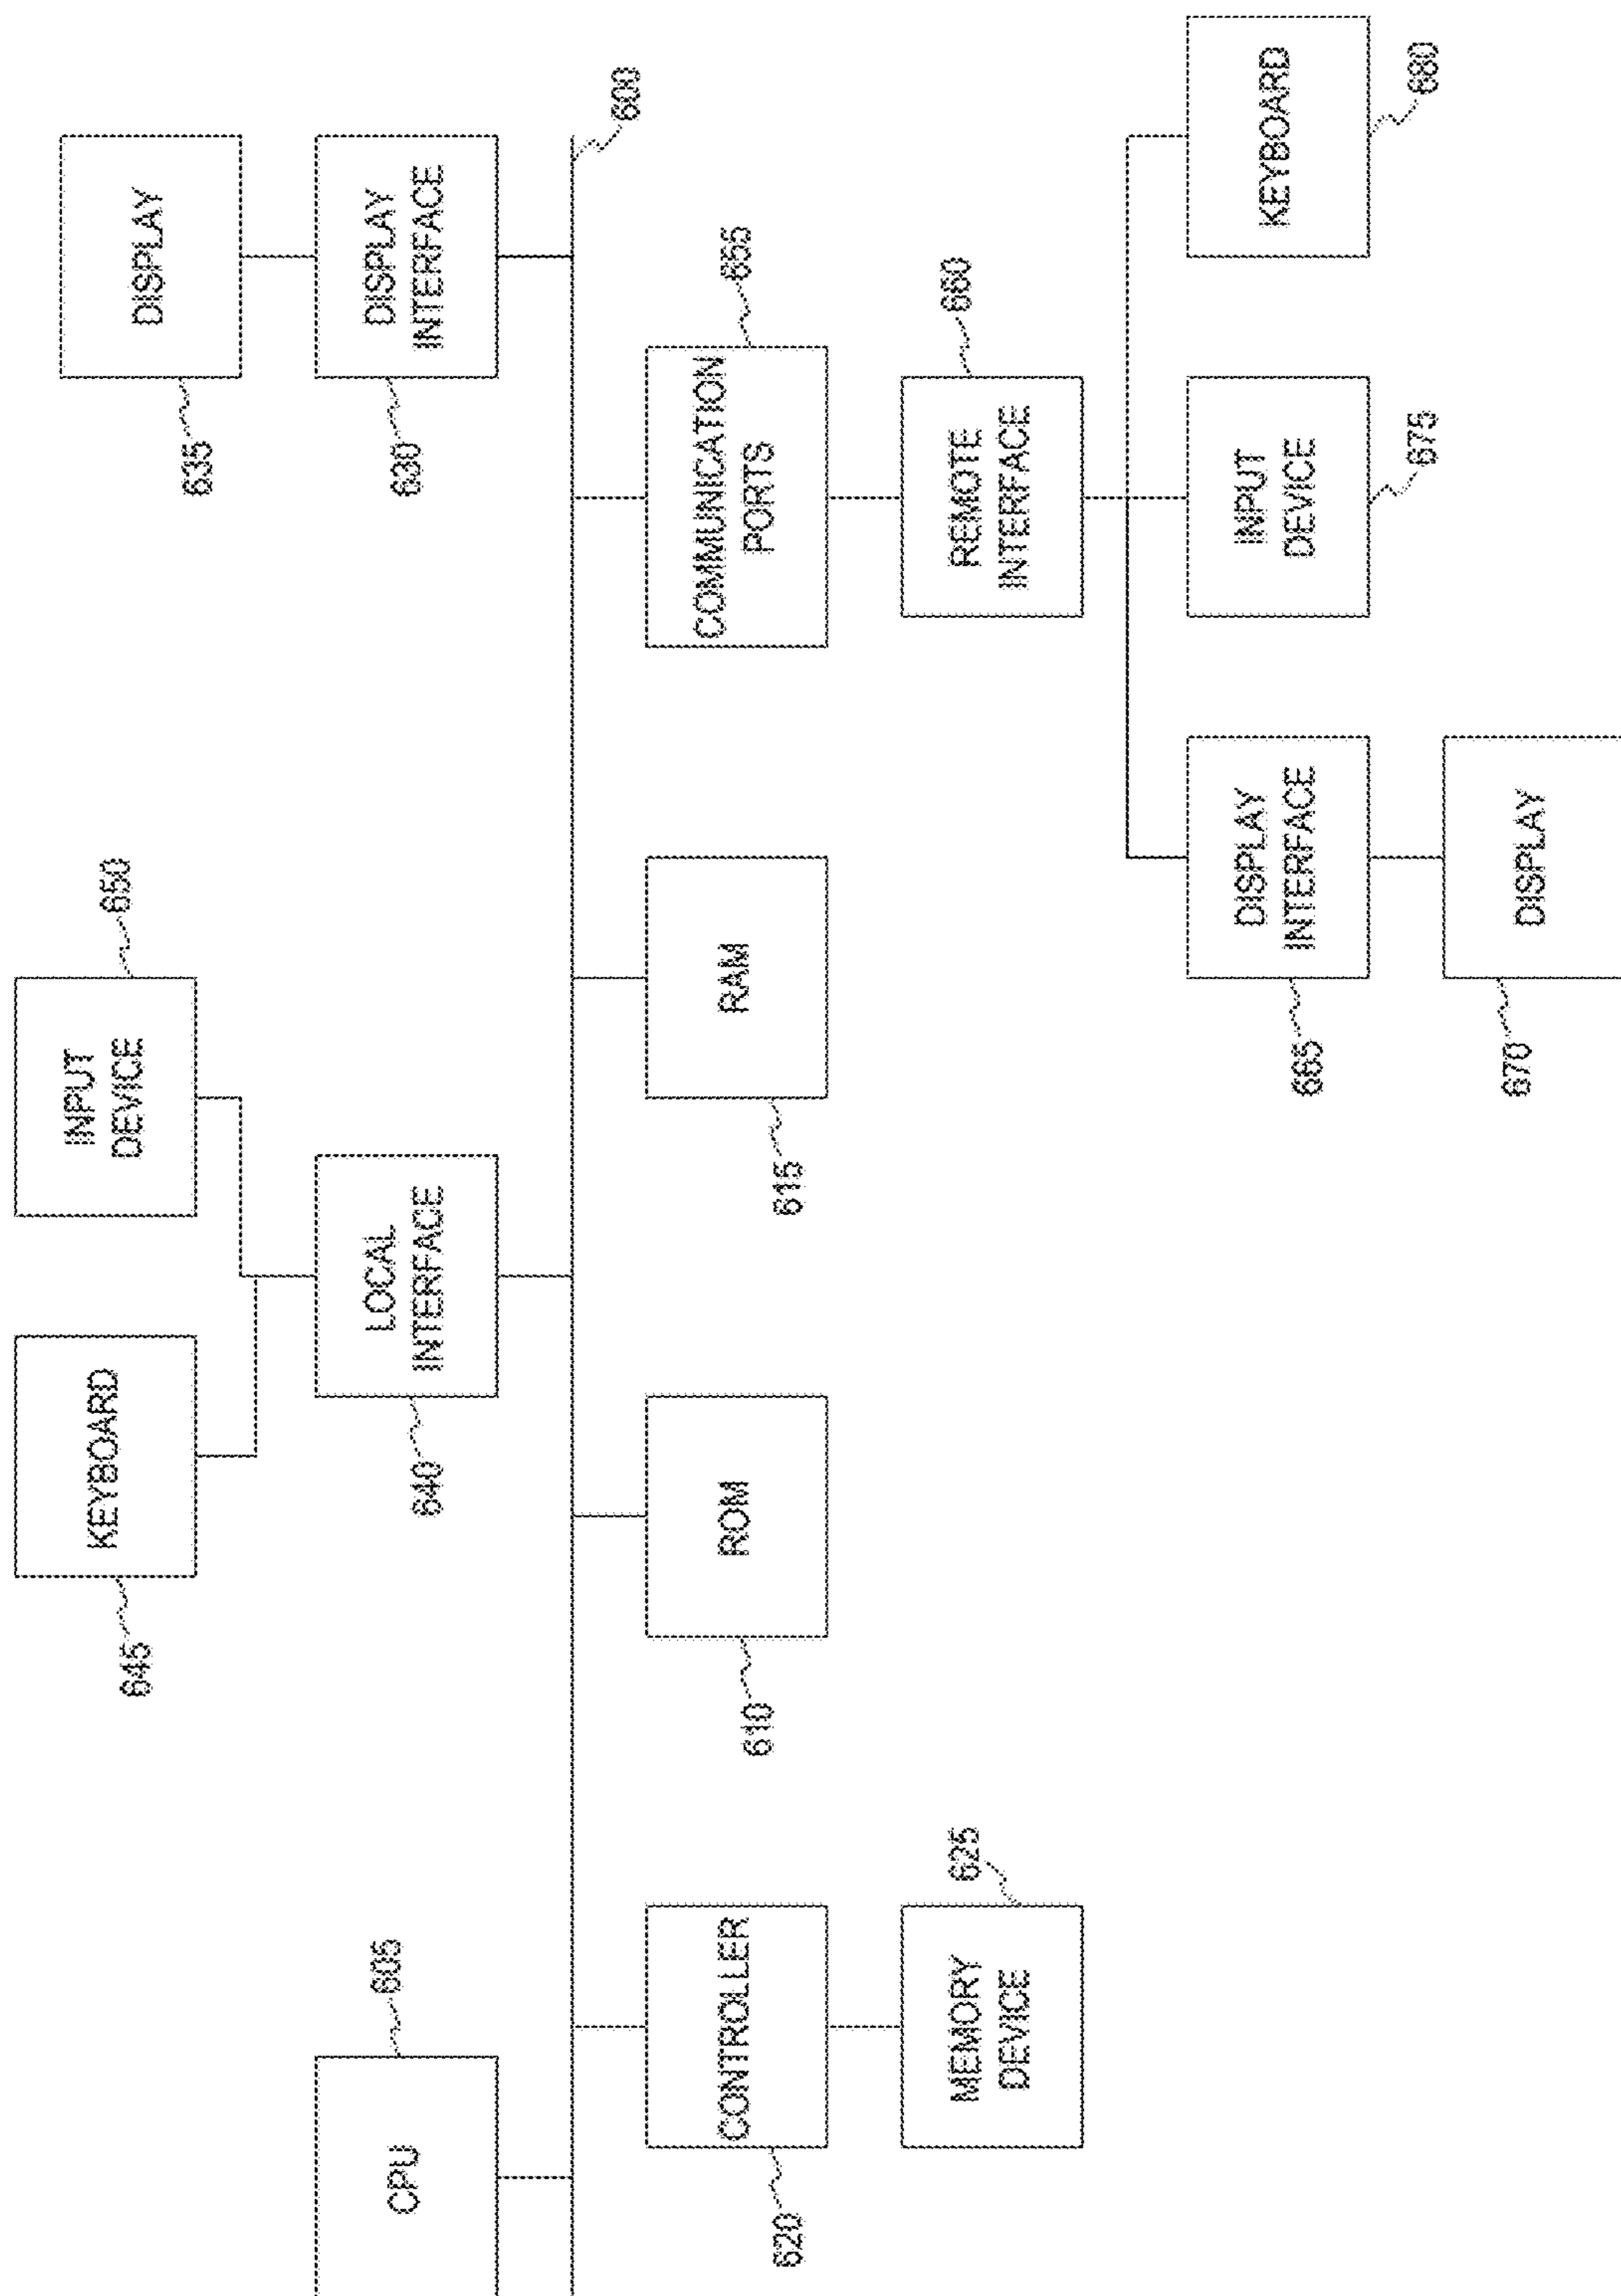 KEYBOARD
645
INPUT
DEVICE
650
DISPLAY
635
CPU
605
LOCAL
INTERFACE
640
DISPLAY
INTERFACE
630
600
CONTROLLER
620
ROM
610
RAM
615
COMMUNICATION
PORTS
655
MEMORY
DEVICE
625
REMOTE
INTERFACE
660
DISPLAY
INTERFACE
665
INPUT
DEVICE
675
KEYBOARD
680
DISPLAY
670